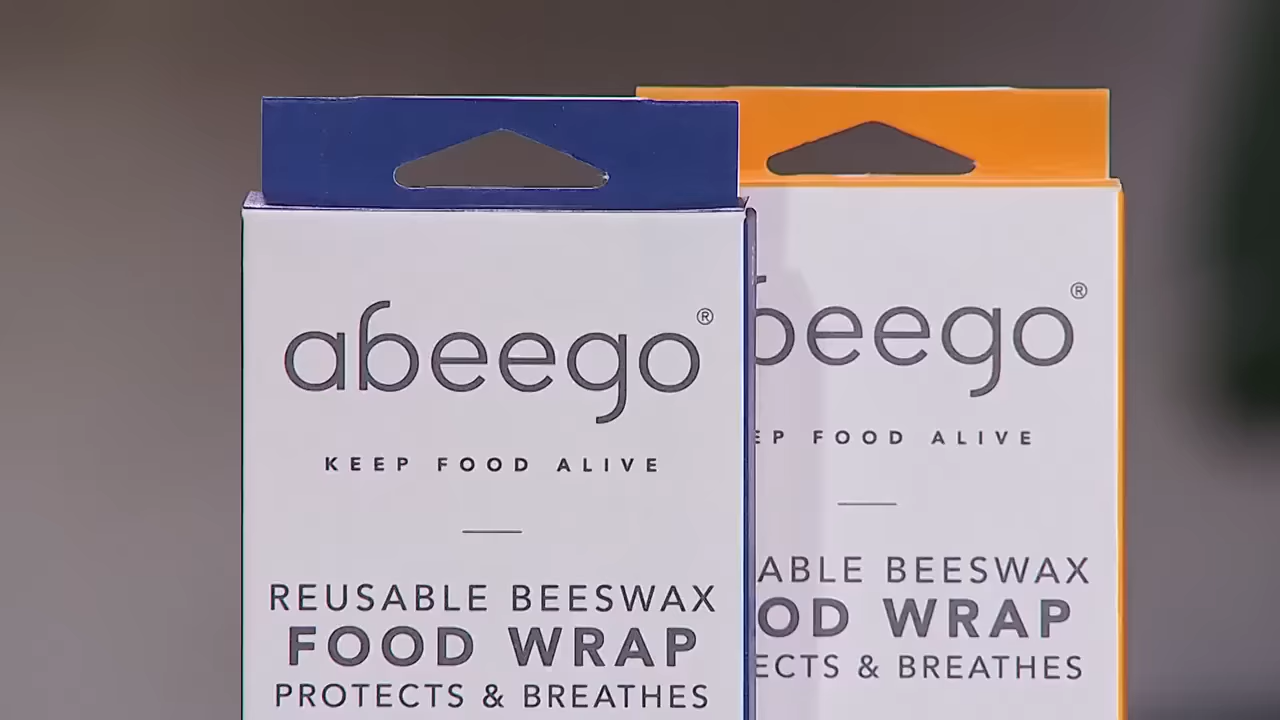 abeego®
KEEP FOOD ALIVE
REUSABLE BEESWAX
FOOD WRAP
PROTECTS & BREATHES
beego®
EP FOOD ALIVE
ABLE BEESWAX
OD WRAP
ECTS & BREATHES